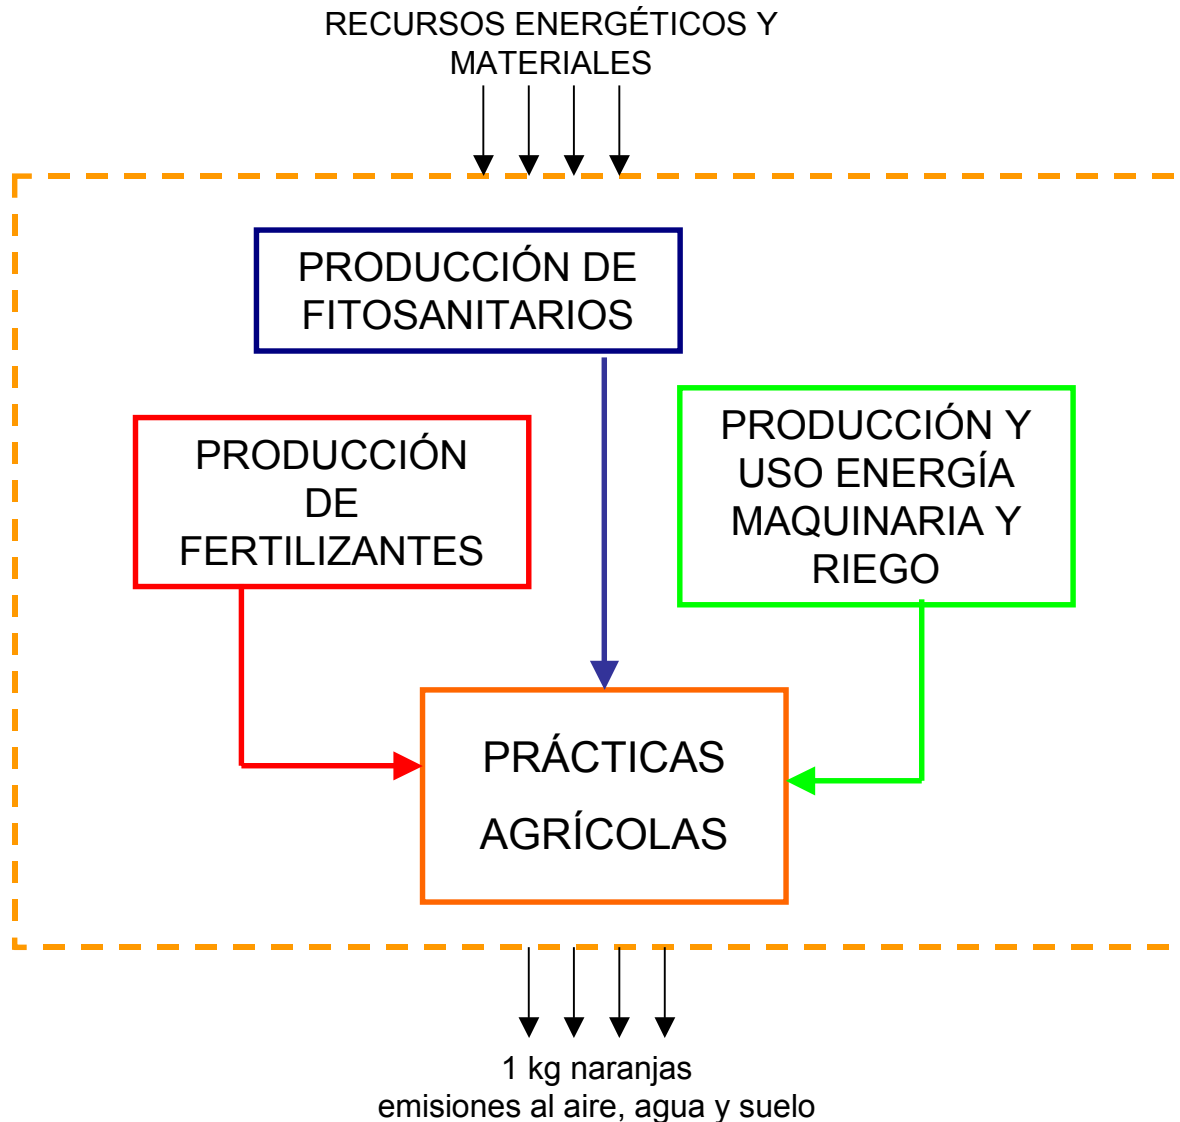 RECURSOS ENERGÉTICOS Y
MATERIALES
PRODUCCIÓN DE
FITOSANITARIOS
PRODUCCIÓN
DE
FERTILIZANTES
PRODUCCIÓN Y
USO ENERGÍA
MAQUINARIA Y
RIEGO
PRÁCTICAS
AGRÍCOLAS
1 kg naranjas
emisiones al aire, agua y suelo